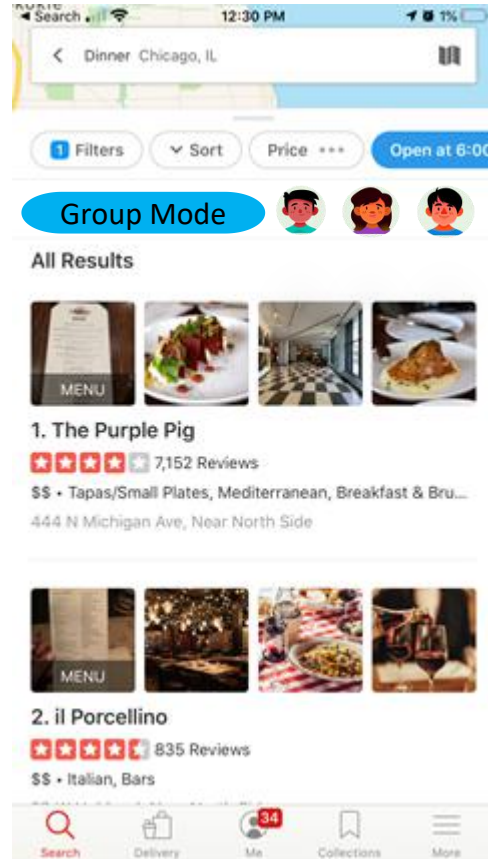 Search 12:30 PM 1%
Dinner Chicago, IL
1 Filters Sort Price ••• Open at 6:00
Group Mode
All Results
MENU
1. The Purple Pig
7,152 Reviews
$$ • Tapas/Small Plates, Mediterranean, Breakfast & Bru...
444 N Michigan Ave, Near North Side
MENU
2. il Porcellino
835 Reviews
$$ • Italian, Bars
34
Search Delivery Me Collections More